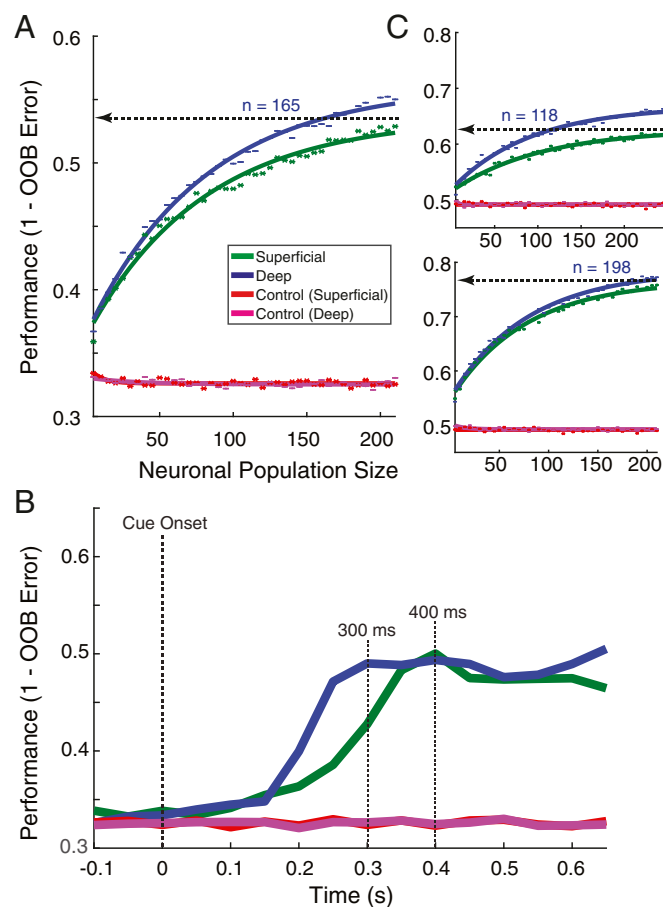 A
Performance (1 - OOB Error)
0.6
0.5
0.4
0.3
n = 165
Superficial
Deep
Control (Superficial)
Control (Deep)
50
100
150
200
Neuronal Population Size
C
0.8
0.7
0.6
0.5
n = 118
50
100
150
200
0.8
0.7
0.5
n = 198
50
100
150
200
B
Performance (1 - OOB Error)
0.6
0.5
0.4
0.3
Cue Onset
300 ms
400 ms
-0.1
0
0.1
0.2
0.3
0.4
0.5
0.6
Time (s)